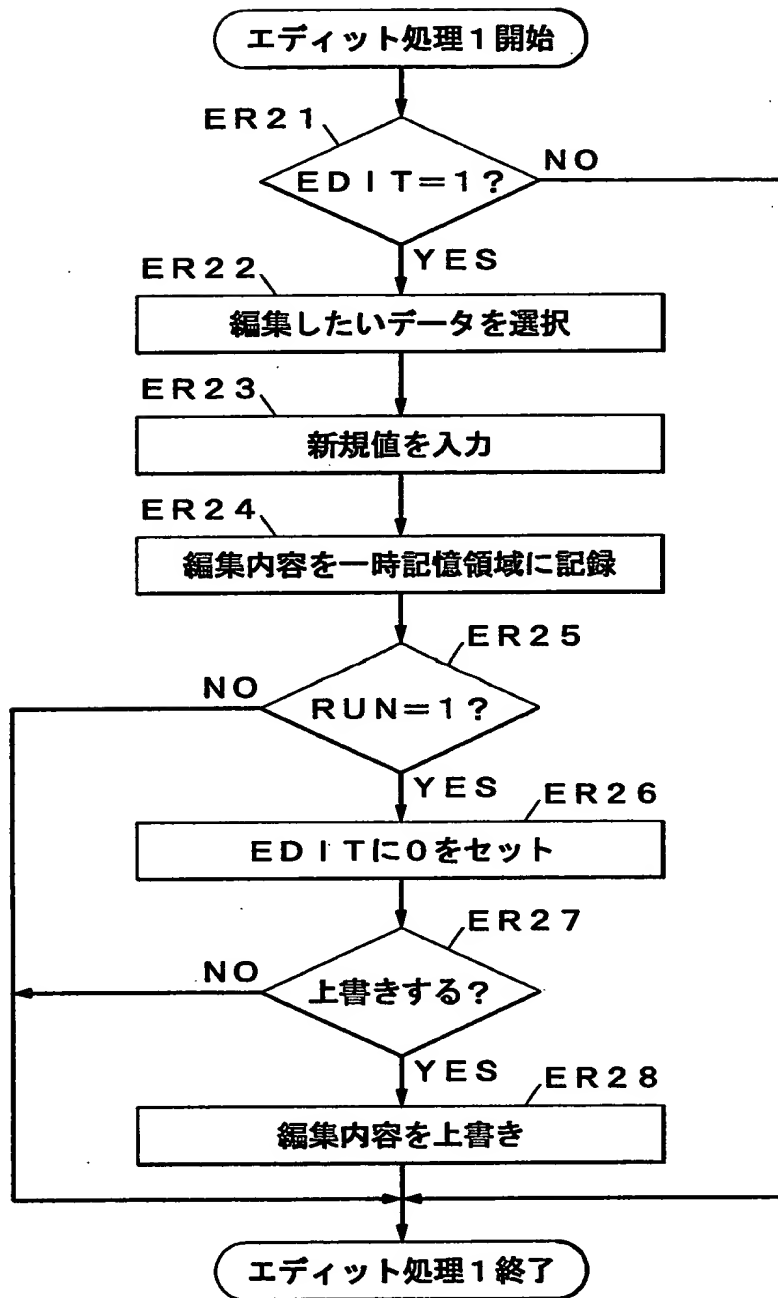 エディット処理1開始
ER21
EDIT=1?
NO
YES
ER22
編集したいデータを選択
ER23
新規値を入力
ER24
編集内容を一時記憶領域に記録
ER25
NO
RUN=1?
YES
ER26
EDITに0をセット
ER27
NO
上書きする?
YES
ER28
編集内容を上書き
エディット処理1終了